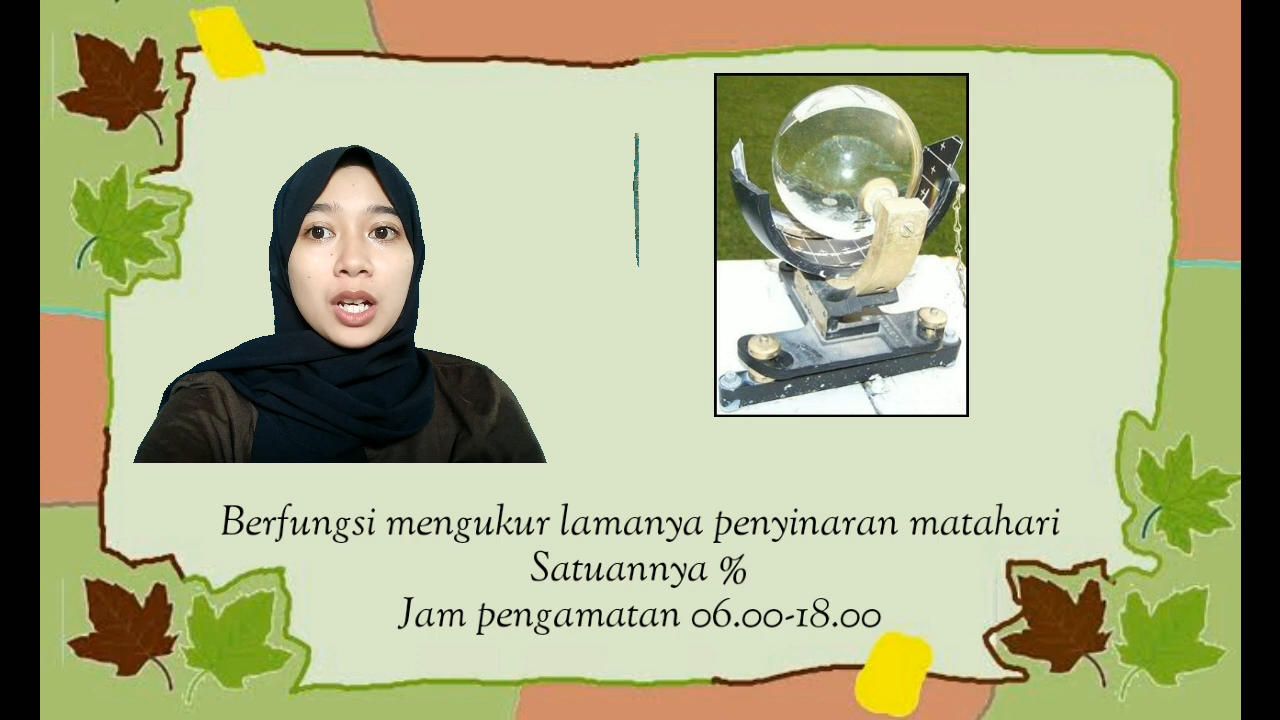 Berfungsi mengukur lamanya penyinaran matahari
Satuannya %
Jam pengamatan 06.00-18.00